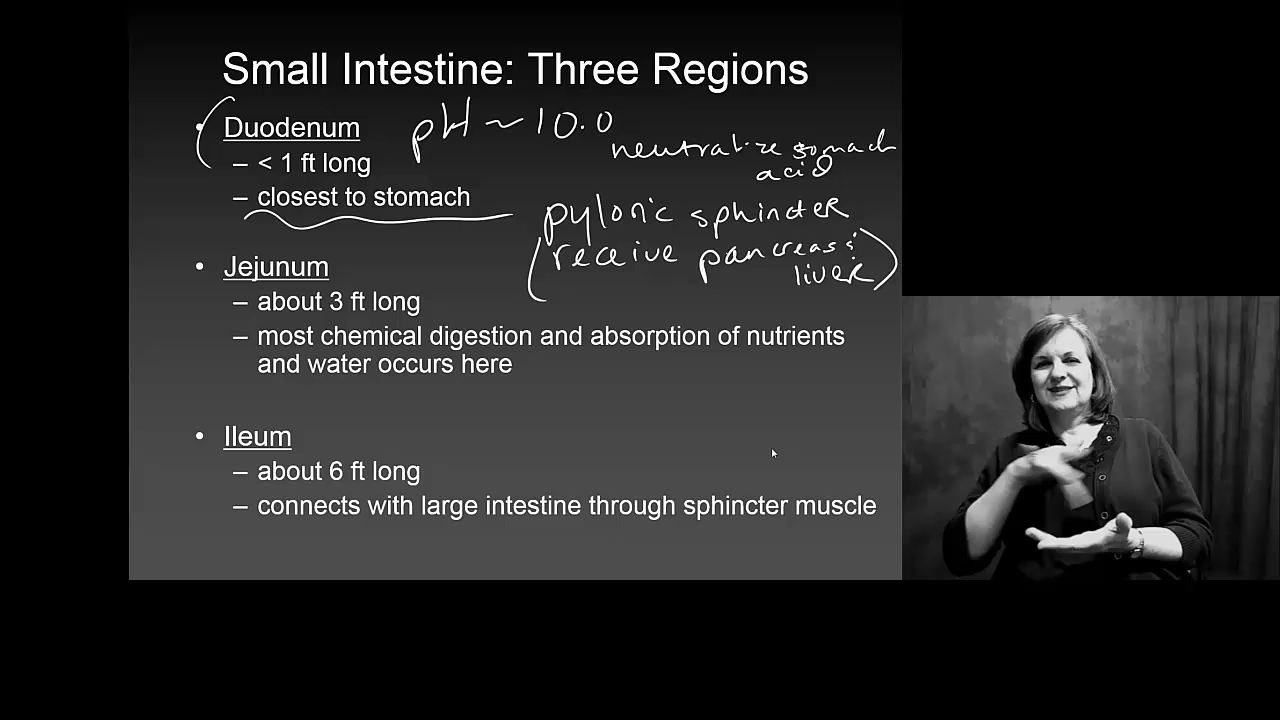 Small Intestine: Three Regions
• Duodenum
pH ~ 10.0
– < 1 ft long
neutralize stomach
acid
– closest to stomach
pyloric sphincter
(receive pancreas &
liver)
• Jejunum
– about 3 ft long
– most chemical digestion and absorption of nutrients
and water occurs here
• Ileum
– about 6 ft long
– connects with large intestine through sphincter muscle